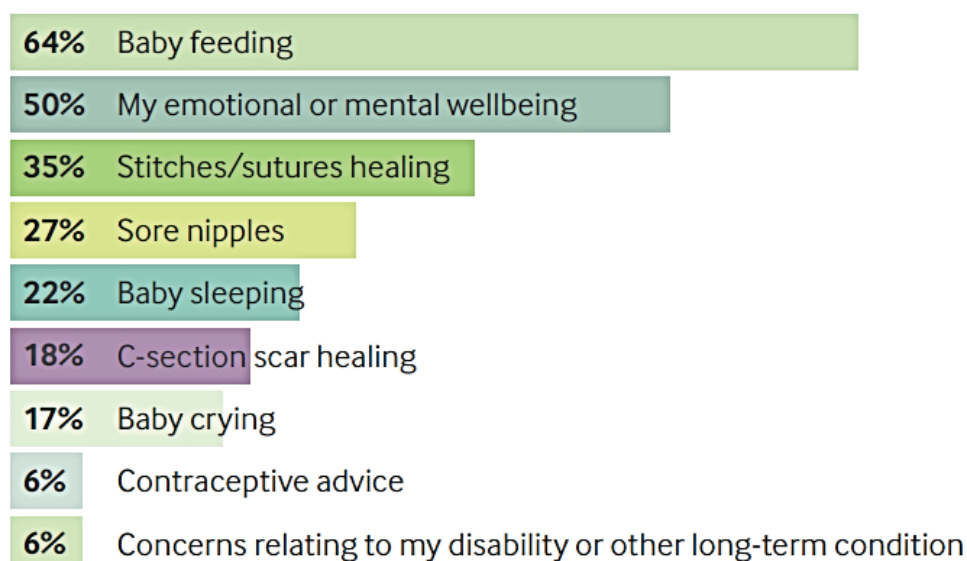 64% Baby feeding
50% My emotional or mental wellbeing
35% Stitches/sutures healing
27% Sore nipples
22% Baby sleeping
18% C-section scar healing
17% Baby crying
6% Contraceptive advice
6% Concerns relating to my disability or other long-term condition